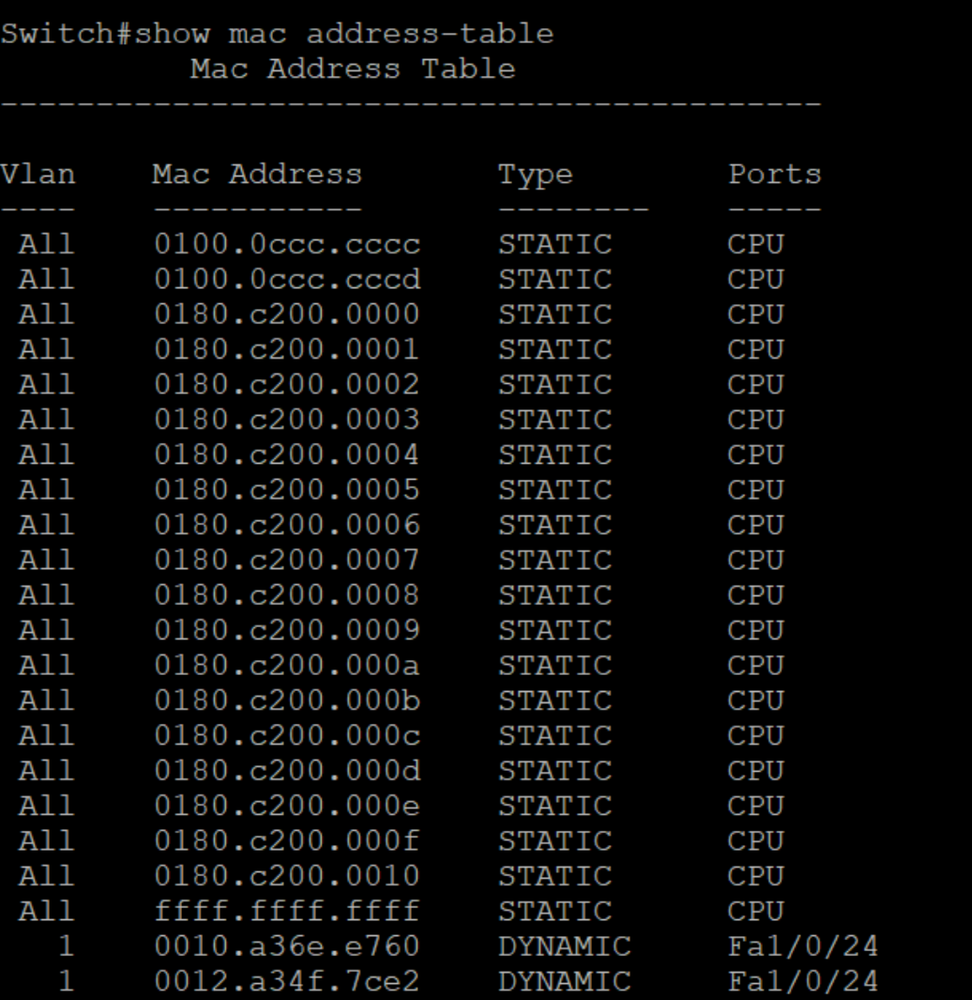 Switch#show mac address-table
Mac Address Table
-------------------------------------------
Vlan    Mac Address       Type        Ports
----    -----------       --------    -----
All    0100.0ccc.cccc    STATIC      CPU
All    0100.0ccc.cccd    STATIC      CPU
All    0180.c200.0000    STATIC      CPU
All    0180.c200.0001    STATIC      CPU
All    0180.c200.0002    STATIC      CPU
All    0180.c200.0003    STATIC      CPU
All    0180.c200.0004    STATIC      CPU
All    0180.c200.0005    STATIC      CPU
All    0180.c200.0006    STATIC      CPU
All    0180.c200.0007    STATIC      CPU
All    0180.c200.0008    STATIC      CPU
All    0180.c200.0009    STATIC      CPU
All    0180.c200.000a    STATIC      CPU
All    0180.c200.000b    STATIC      CPU
All    0180.c200.000c    STATIC      CPU
All    0180.c200.000d    STATIC      CPU
All    0180.c200.000e    STATIC      CPU
All    0180.c200.000f    STATIC      CPU
All    0180.c200.0010    STATIC      CPU
All    ffff.ffff.ffff    STATIC      CPU
1    0010.a36e.e760    DYNAMIC     Fa1/0/24
1    0012.a34f.7ce2    DYNAMIC     Fa1/0/24